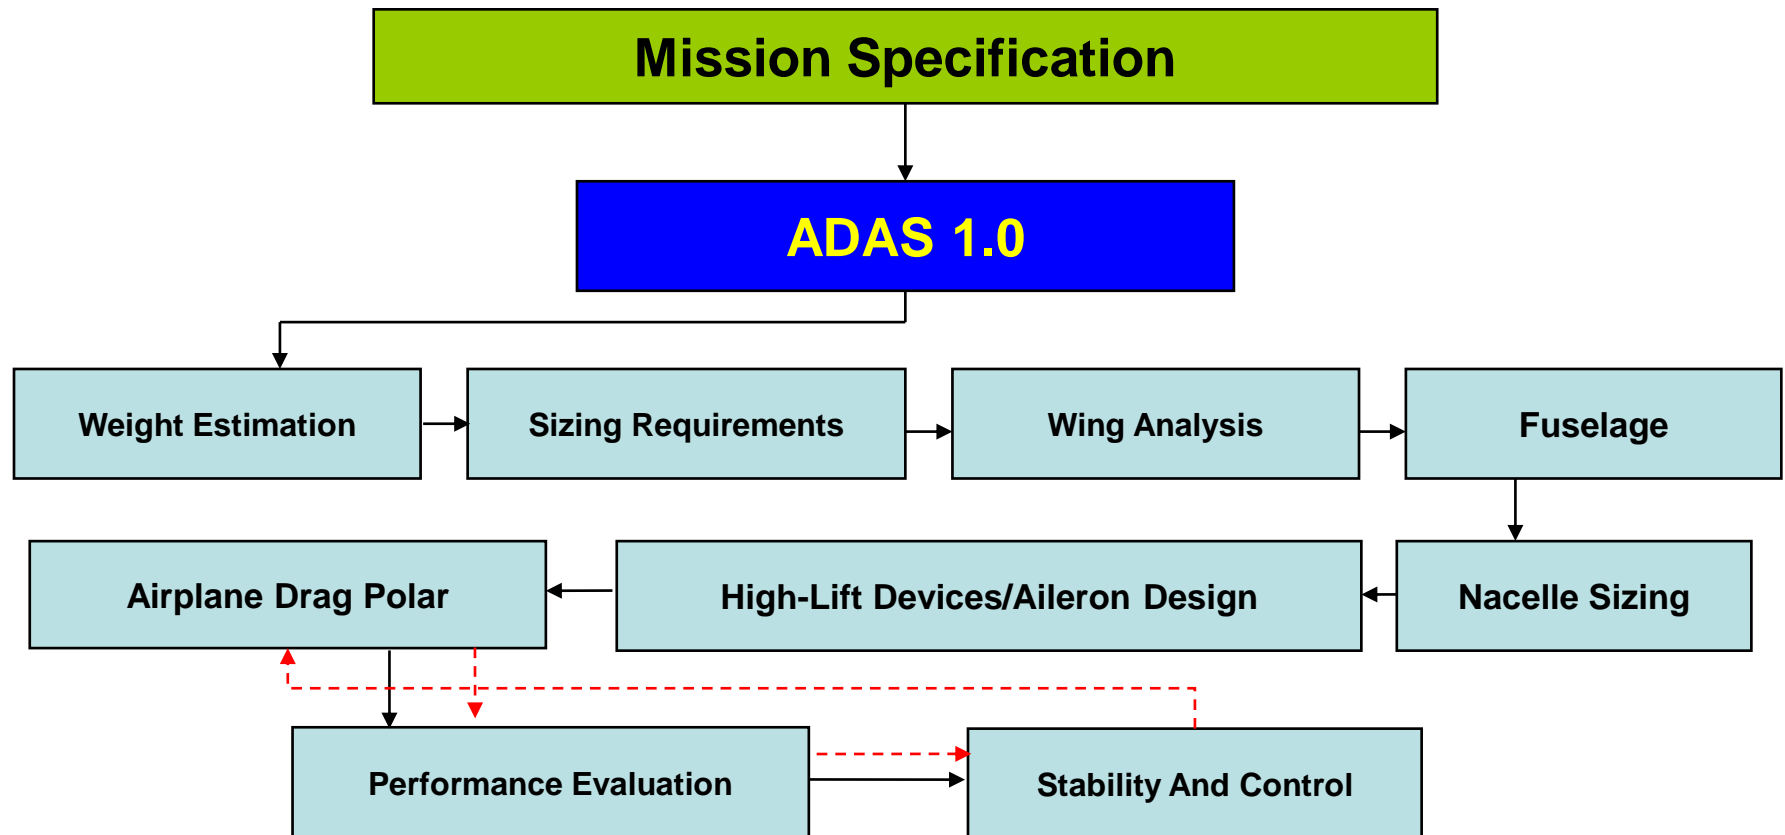 Mission Specification
ADAS 1.0
Weight Estimation
Sizing Requirements
Wing Analysis
Fuselage
Airplane Drag Polar
High-Lift Devices/Aileron Design
Nacelle Sizing
Performance Evaluation
Stability And Control